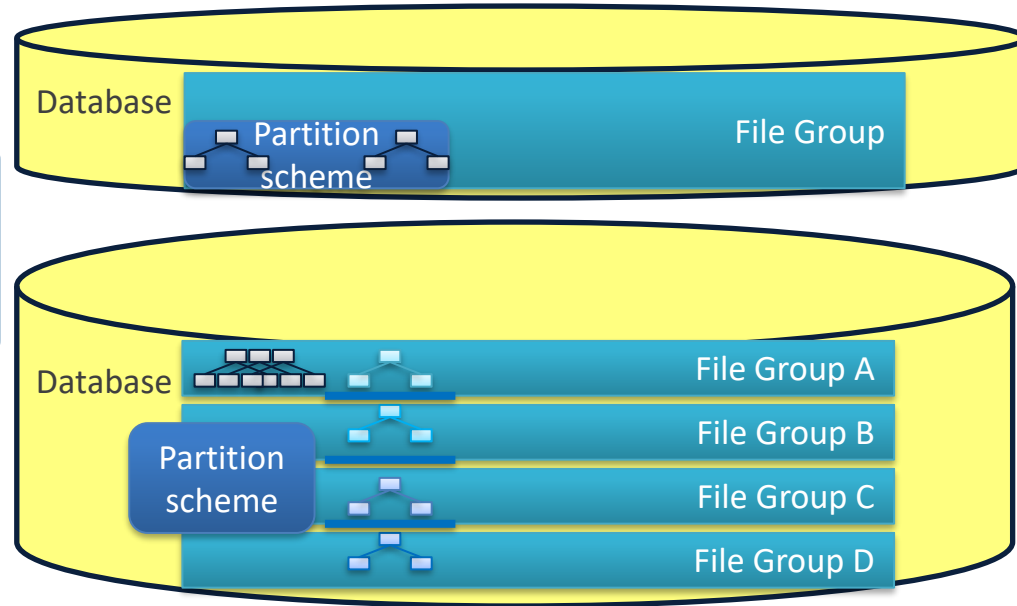 Database
Partition
scheme
File Group
Database
File Group A
File Group B
Partition
scheme
File Group C
File Group D